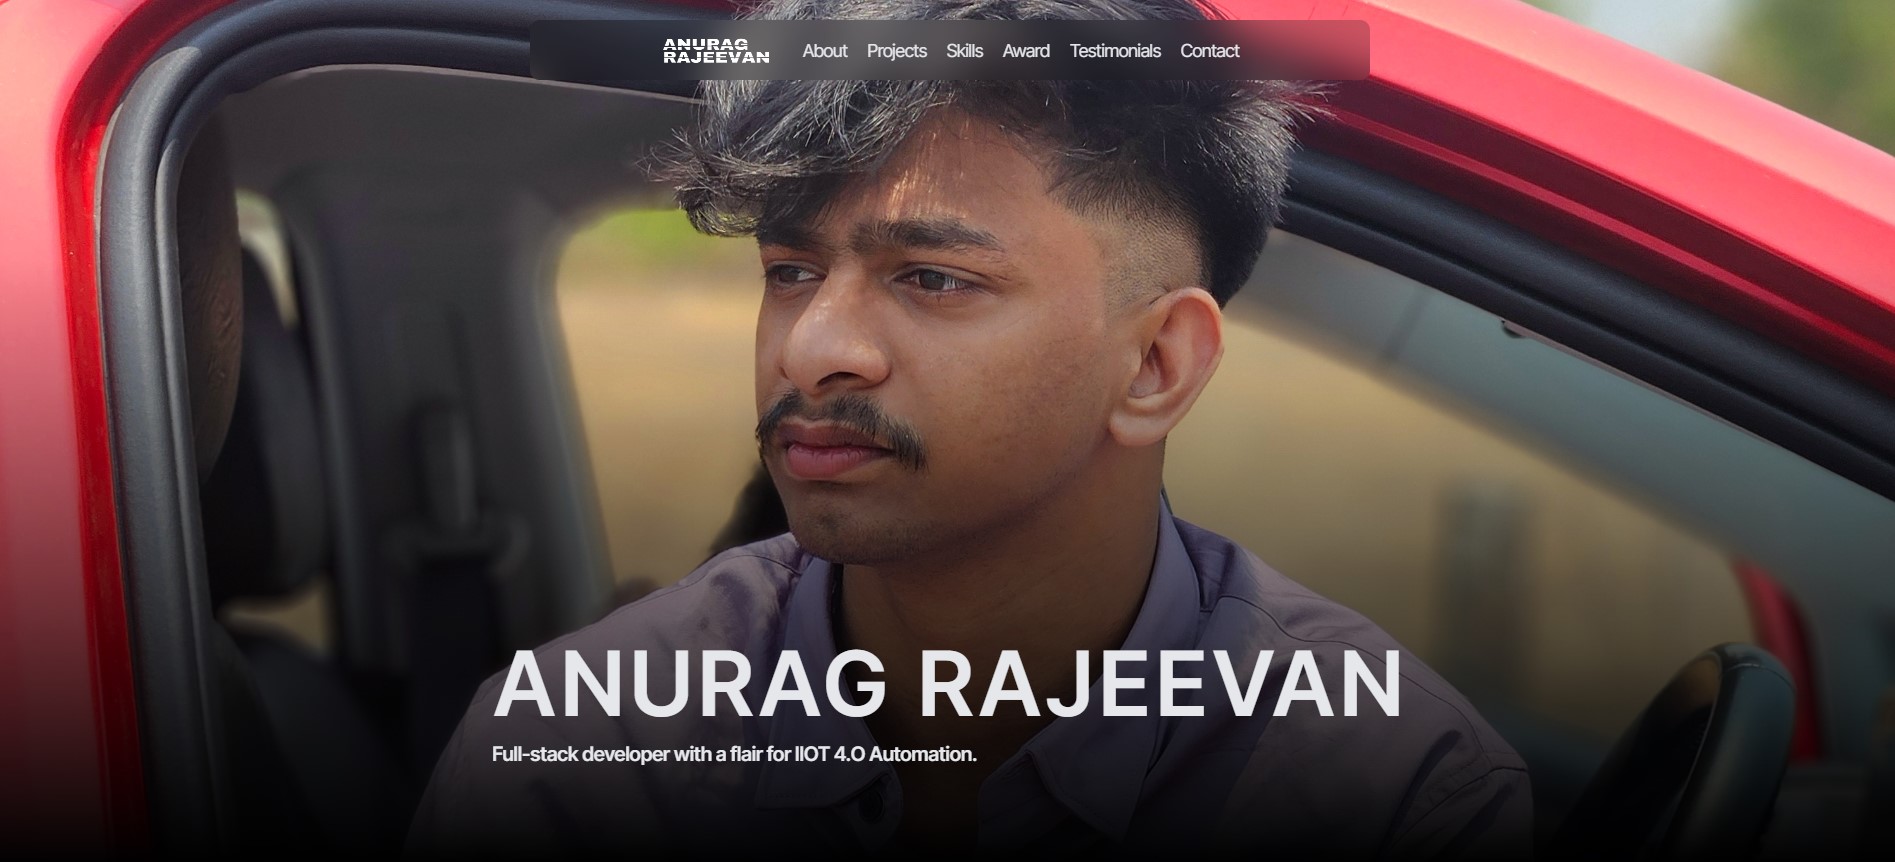 ANURAG
RAJEEVAN
About Projects Skills Award Testimonials Contact
ANURAG RAJEEVAN
Full-stack developer with a flair for IIOT 4.O Automation.